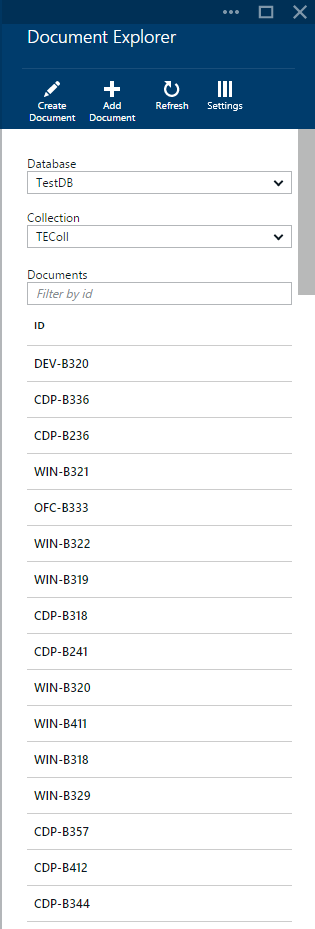 Document Explorer
Create Document
Add Document
Refresh
Settings
Database
TestDB
Collection
TEColl
Documents
Filter by id
ID
DEV-B320
CDP-B336
CDP-B236
WIN-B321
OFC-B333
WIN-B322
WIN-B319
CDP-B318
CDP-B241
WIN-B320
WIN-B411
WIN-B318
WIN-B329
CDP-B357
CDP-B412
CDP-B344